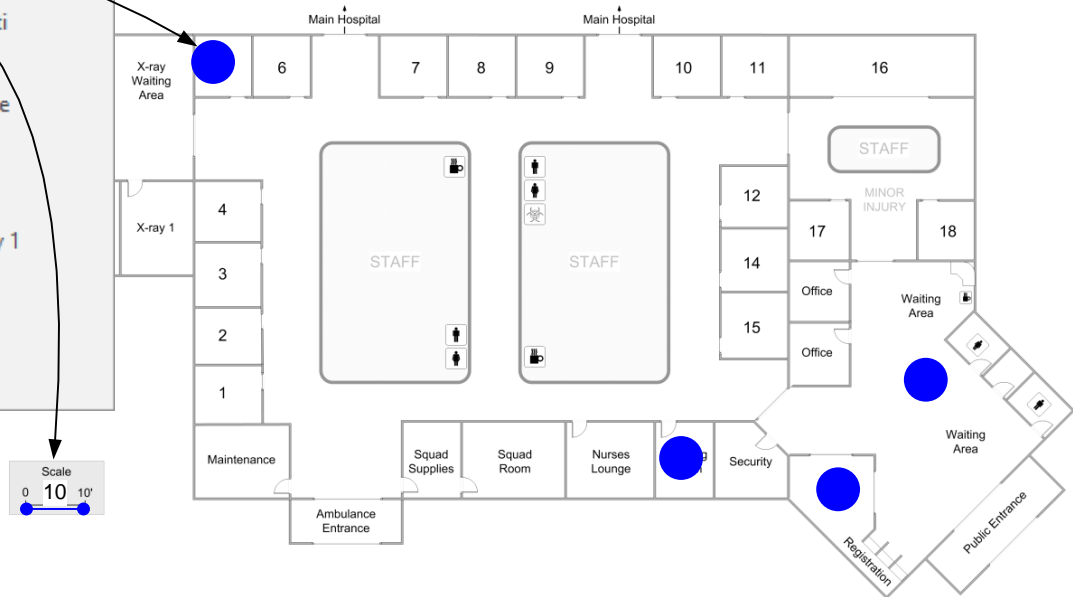 ti
e
y 1
Main Hospital
Main Hospital
X-ray
Waiting
Area
6
7
8
9
10
11
16
STAFF
MINOR
INJURY
X-ray 1
4
3
2
1
STAFF
STAFF
12
14
15
17
18
Office
Office
Waiting
Area
Waiting
Area
Maintenance
Squad
Supplies
Squad
Room
Nurses
Lounge
Security
Registration
Public Entrance
Ambulance
Entrance
Scale
0 10 10'